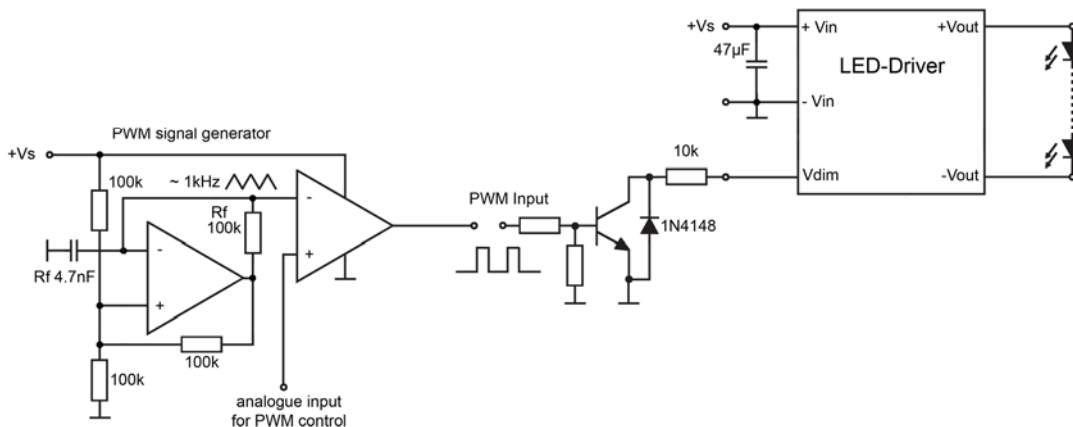 +Vs
47µF
+ Vin
+Vout
LED-Driver
- Vin
Vdim
-Vout
10k
PWM signal generator
+Vs
100k
~ 1kHz
Rf
100k
-
+
Rf 4.7nF
-
+
100k
100k
analogue input
for PWM control
PWM Input
1N4148